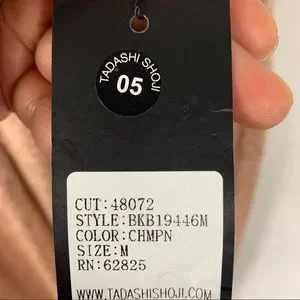 TADASHI SHOJI
05
CUT:48072
STYLE:BKB19446M
COLOR:CHMPN
SIZE:M
RN:62825
WWW.TADASHISHOJI.COM